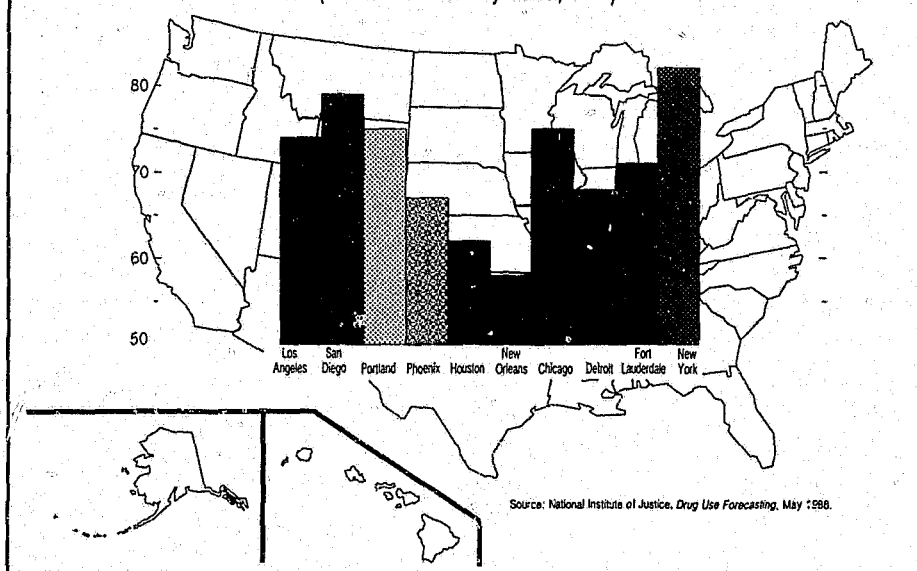 80
70
60
50
Los Angeles
San Diego
Portland
Phoenix
Houston
New Orleans
Chicago
Detroit
Fort Lauderdale
New York
Source: National Institute of Justice, Drug Use Forecasting, May 1988.